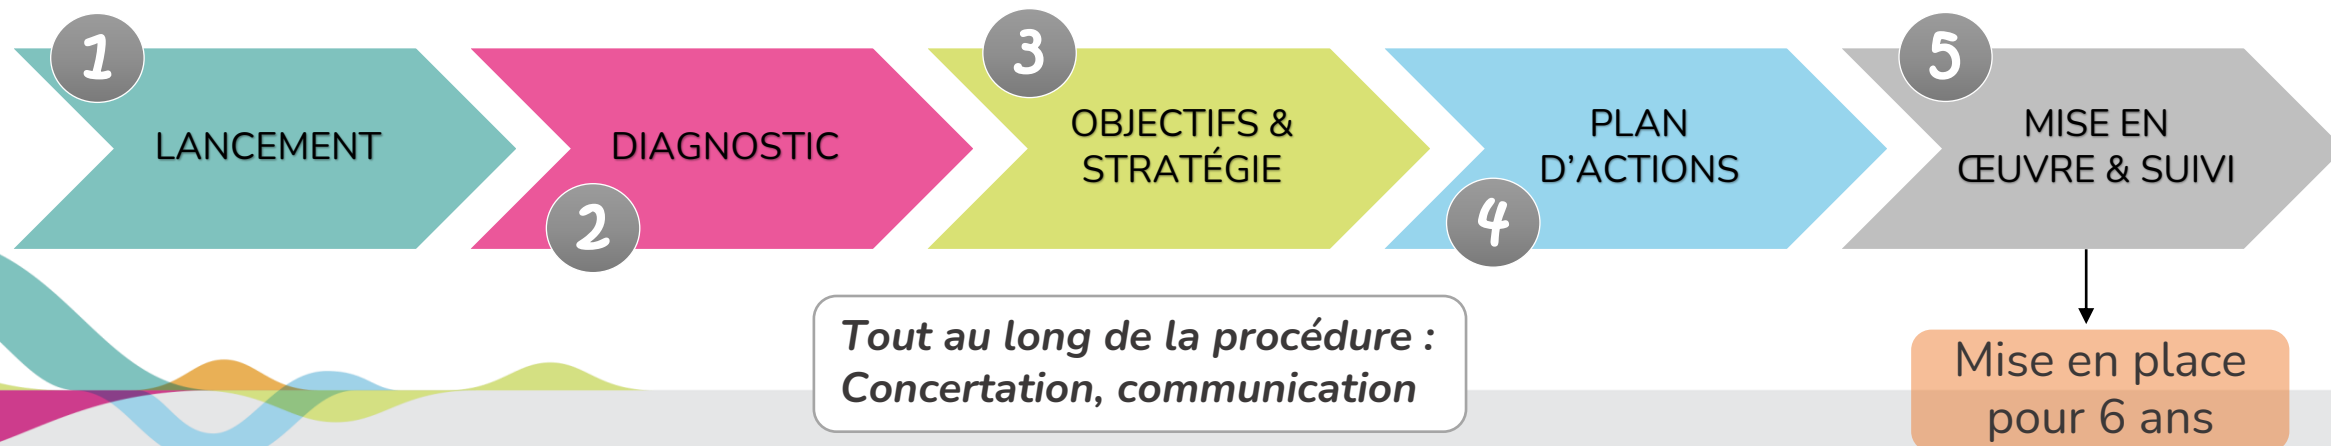 1
LANCEMENT
2
DIAGNOSTIC
3
OBJECTIFS &
STRATÉGIE
4
PLAN
D’ACTIONS
5
MISE EN
ŒUVRE & SUIVI
Tout au long de la procédure :
Concertation, communication
Mise en place
pour 6 ans